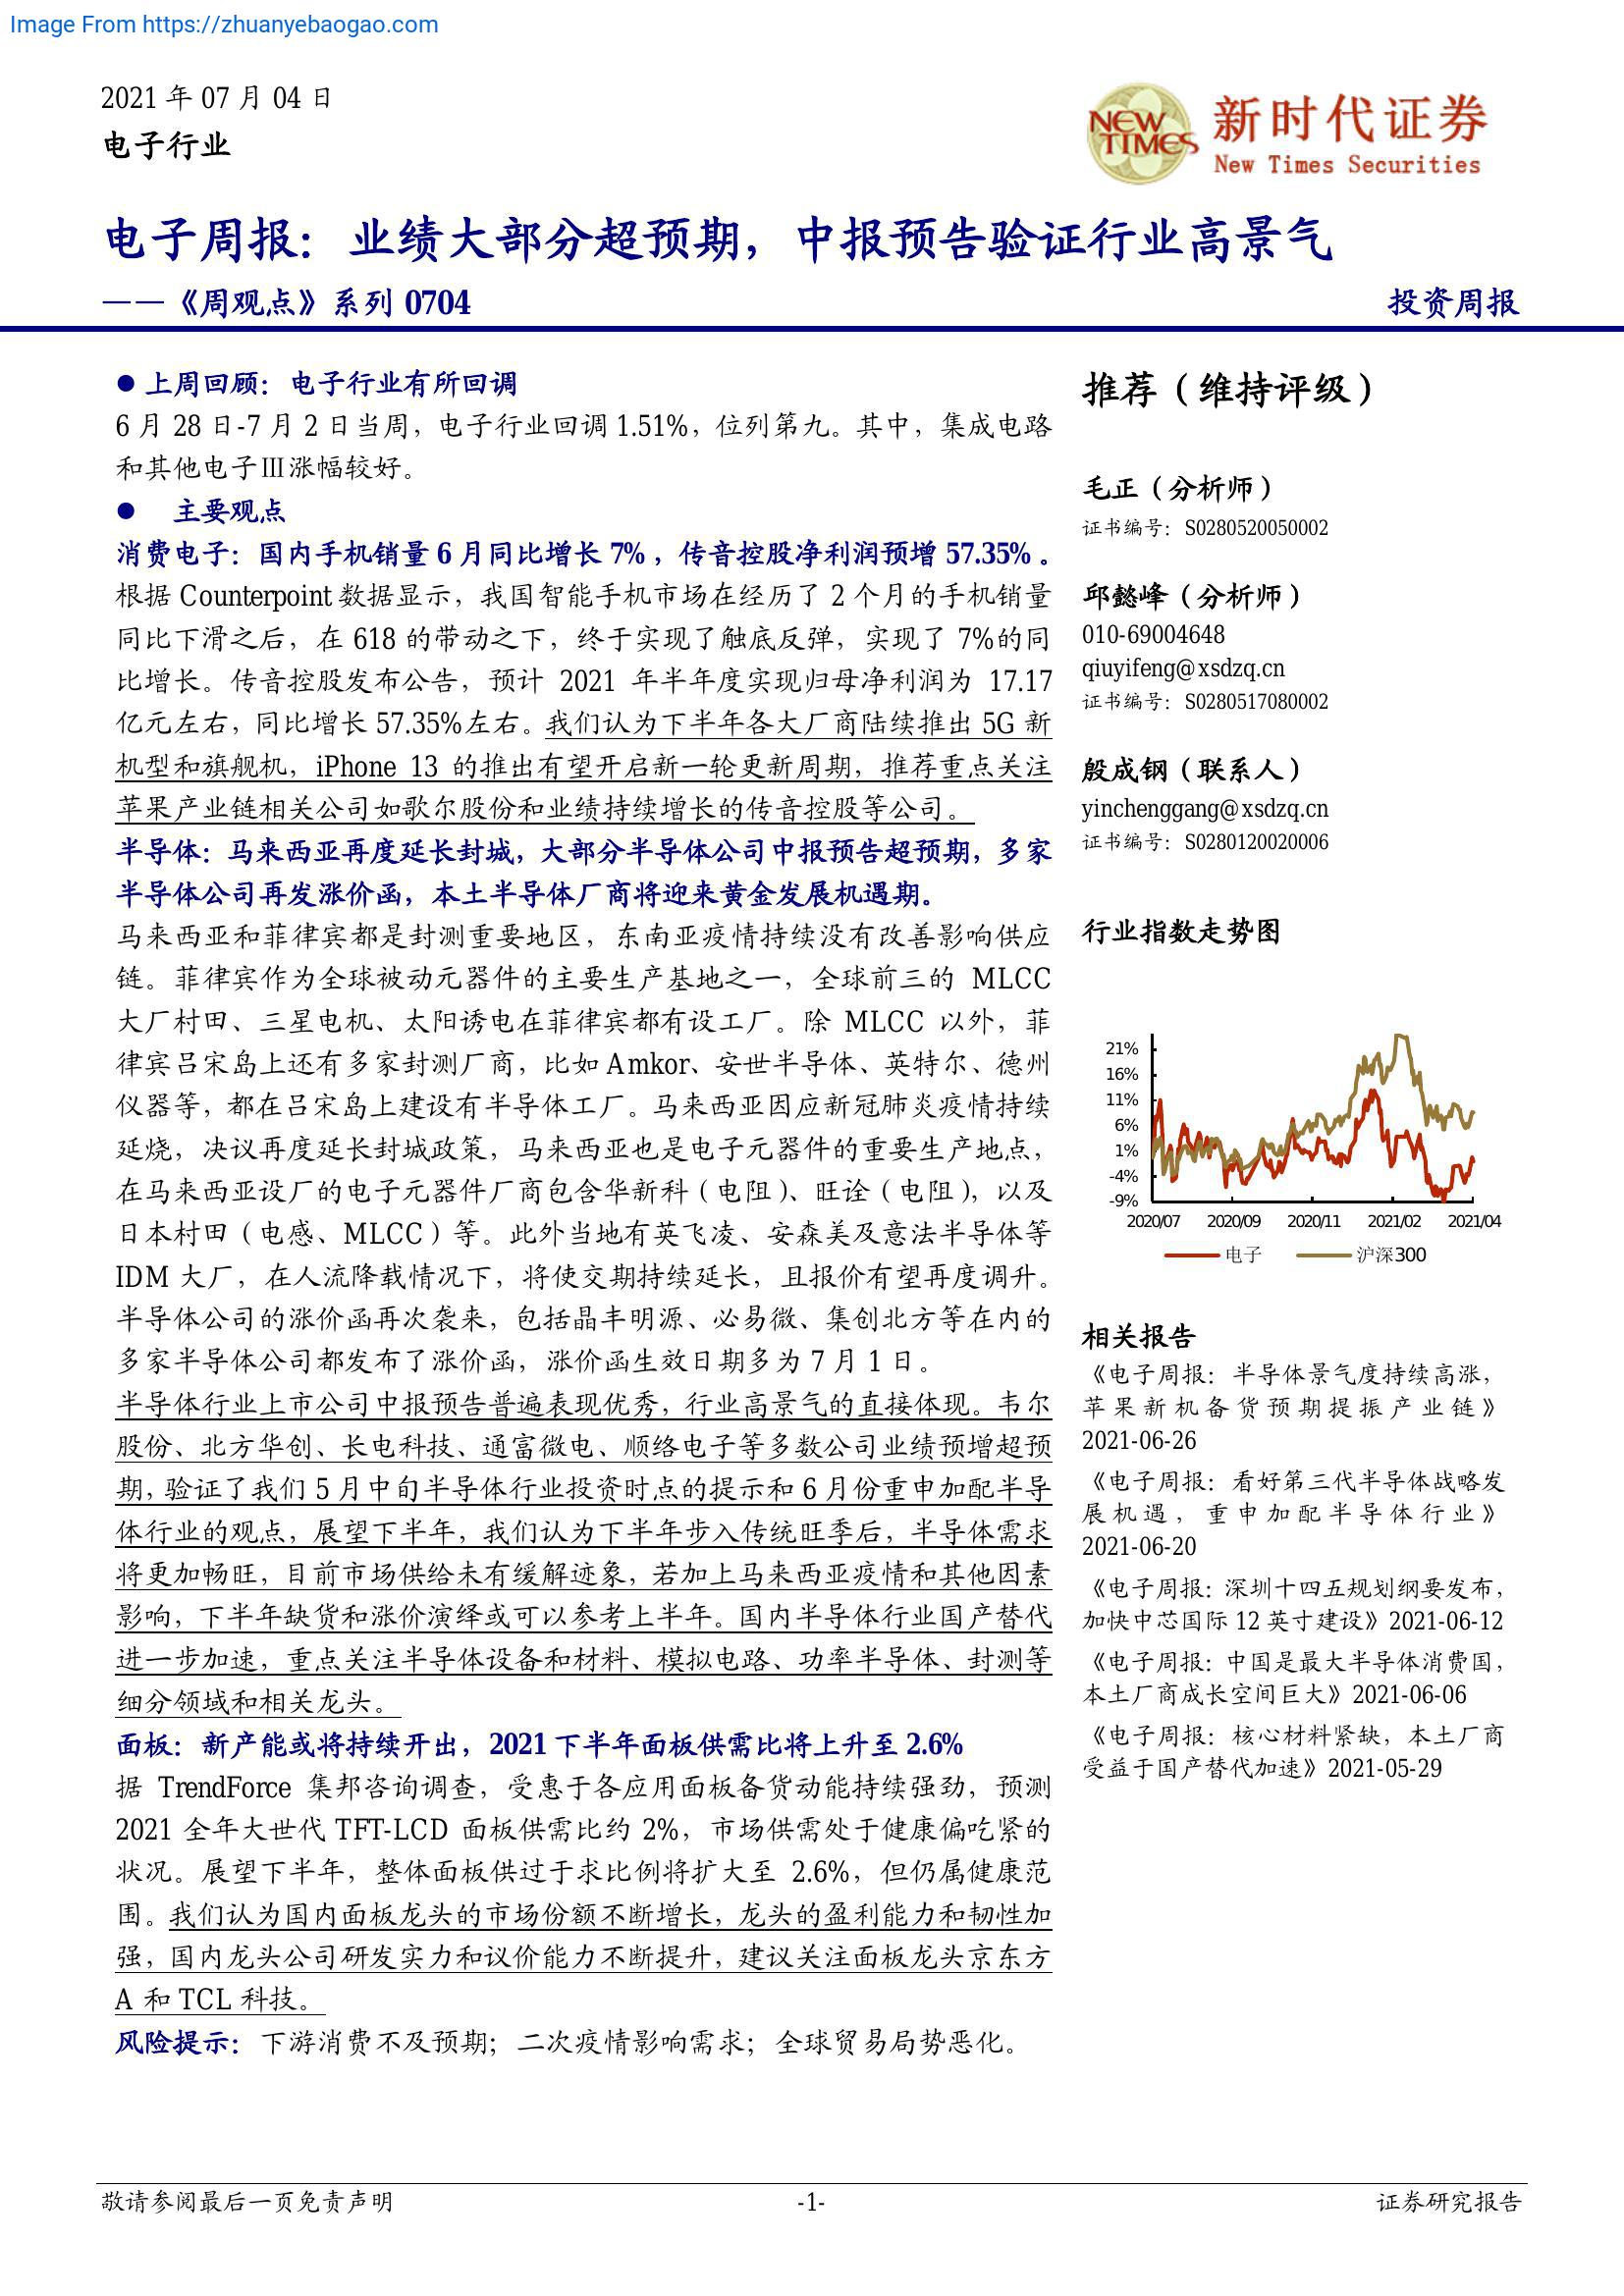 Image From https://zhuanyebaogao.com
2021 年 07 月 04 日
电子行业
NEW TIMES
新时代证券
New Times Securities
电子周报：业绩大部分超预期，中报预告验证行业高景气
——《周观点》系列 0704
投资周报
● 上周回顾：电子行业有所回调
6 月 28 日-7 月 2 日当周，电子行业回调 1.51%，位列第九。其中，集成电路
和其他电子Ⅲ涨幅较好。
● 主要观点
消费电子：国内手机销量 6 月同比增长 7%，传音控股净利润预增 57.35%。
根据 Counterpoint 数据显示，我国智能手机市场在经历了 2 个月的手机销量
同比下滑之后，在 618 的带动之下，终于实现了触底反弹，实现了 7%的同
比增长。传音控股发布公告，预计 2021 年半年度实现归母净利润为 17.17
亿元左右，同比增长 57.35%左右。我们认为下半年各大厂商陆续推出 5G 新
机型和旗舰机，iPhone 13 的推出有望开启新一轮更新周期，推荐重点关注
苹果产业链相关公司如歌尔股份和业绩持续增长的传音控股等公司。
半导体：马来西亚再度延长封城，大部分半导体公司中报预告超预期，多家
半导体公司再发涨价函，本土半导体厂商将迎来黄金发展机遇期。
马来西亚和菲律宾都是封测重要地区，东南亚疫情持续没有改善影响供应
链。菲律宾作为全球被动元器件的主要生产基地之一，全球前三的 MLCC
大厂村田、三星电机、太阳诱电在菲律宾都有设工厂。除 MLCC 以外，菲
律宾吕宋岛上还有多家封测厂商，比如 Amkor、安世半导体、英特尔、德州
仪器等，都在吕宋岛上建设有半导体工厂。马来西亚因应新冠肺炎疫情持续
延烧，决议再度延长封城政策，马来西亚也是电子元器件的重要生产地点，
在马来西亚设厂的电子元器件厂商包含华新科（电阻）、旺诠（电阻），以及
日本村田（电感、MLCC）等。此外当地有英飞凌、安森美及意法半导体等
IDM 大厂，在人流降载情况下，将使交期持续延长，且报价有望再度调升。
半导体公司的涨价函再次袭来，包括晶丰明源、必易微、集创北方等在内的
多家半导体公司都发布了涨价函，涨价函生效日期多为 7 月 1 日。
半导体行业上市公司中报预告普遍表现优秀，行业高景气的直接体现。韦尔
股份、北方华创、长电科技、通富微电、顺络电子等多数公司业绩预增超预
期，验证了我们 5 月中旬半导体行业投资时点的提示和 6 月份重申加配半导
体行业的观点，展望下半年，我们认为下半年步入传统旺季后，半导体需求
将更加畅旺，目前市场供给未有缓解迹象，若加上马来西亚疫情和其他因素
影响，下半年缺货和涨价演绎或可以参考上半年。国内半导体行业国产替代
进一步加速，重点关注半导体设备和材料、模拟电路、功率半导体、封测等
细分领域和相关龙头。
面板：新产能或将持续开出，2021 下半年面板供需比将上升至 2.6%
据 TrendForce 集邦咨询调查，受惠于各应用面板备货动能持续强劲，预测
2021 全年大世代 TFT-LCD 面板供需比约 2%，市场供需处于健康偏吃紧的
状况。展望下半年，整体面板供过于求比例将扩大至 2.6%，但仍属健康范
围。我们认为国内面板龙头的市场份额不断增长，龙头的盈利能力和韧性加
强，国内龙头公司研发实力和议价能力不断提升，建议关注面板龙头京东方
A 和 TCL 科技。
风险提示：下游消费不及预期；二次疫情影响需求；全球贸易局势恶化。
推荐（维持评级）
毛正（分析师）
证书编号：S0280520050002
邱懿峰（分析师）
010-69004648
qiuyifeng@xsdzq.cn
证书编号：S0280517080002
殷成钢（联系人）
yinchenggang@xsdzq.cn
证书编号：S0280120020006
行业指数走势图
21%
16%
11%
6%
1%
-4%
-9%
2020/07 2020/09 2020/11 2021/02 2021/04
电子 沪深300
相关报告
《电子周报：半导体景气度持续高涨，
苹果新机备货预期提振产业链》
2021-06-26
《电子周报：看好第三代半导体战略发
展机遇，重申加配半导体行业》
2021-06-20
《电子周报：深圳十四五规划纲要发布，
加快中芯国际 12 英寸建设》2021-06-12
《电子周报：中国是最大半导体消费国，
本土厂商成长空间巨大》2021-06-06
《电子周报：核心材料紧缺，本土厂商
受益于国产替代加速》2021-05-29
敬请参阅最后一页免责声明
-1-
证券研究报告